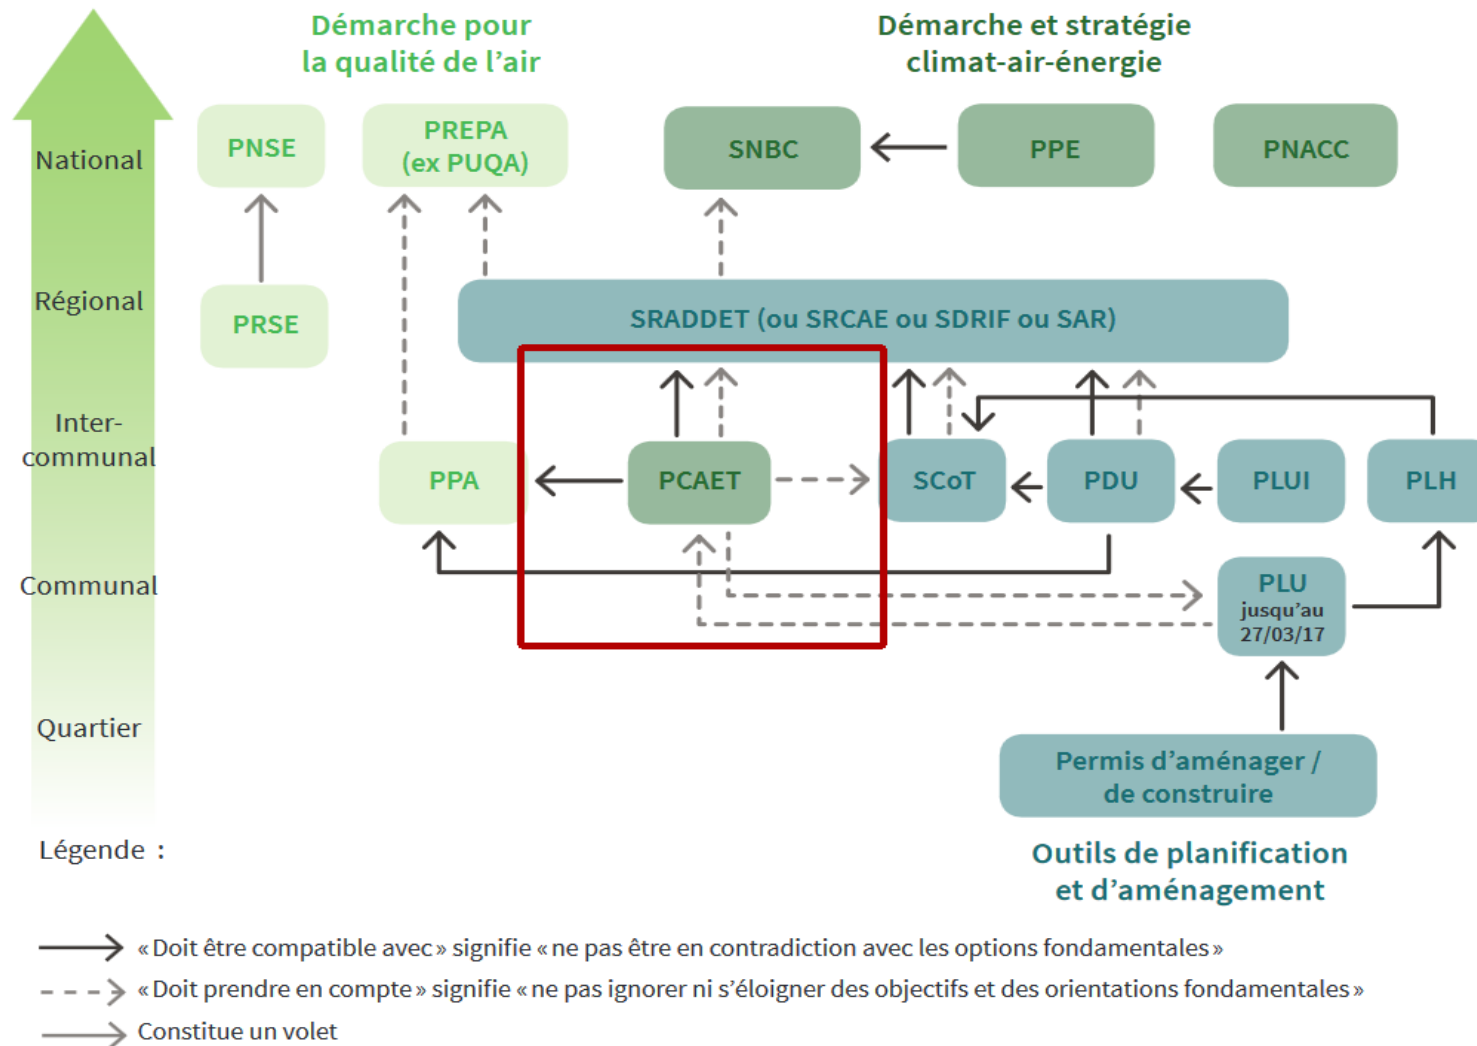 Démarche pour
la qualité de l'air
Démarche et stratégie
climat-air-énergie
National
PNSE
PREPA
(ex PUQA)
SNBC
PPE
PNACC
Régional
PRSE
SRADDET (ou SRCAE ou SDRIF ou SAR)
Inter-
communal
PPA
PCAET
SCoT
PDU
PLUI
PLH
Communal
PLU
jusqu'au
27/03/17
Quartier
Permis d'aménager /
de construire
Légende :
Outils de planification
et d'aménagement
«Doit être compatible avec» signifie «ne pas être en contradiction avec les options fondamentales»
«Doit prendre en compte» signifie «ne pas ignorer ni s'éloigner des objectifs et des orientations fondamentales»
Constitue un volet